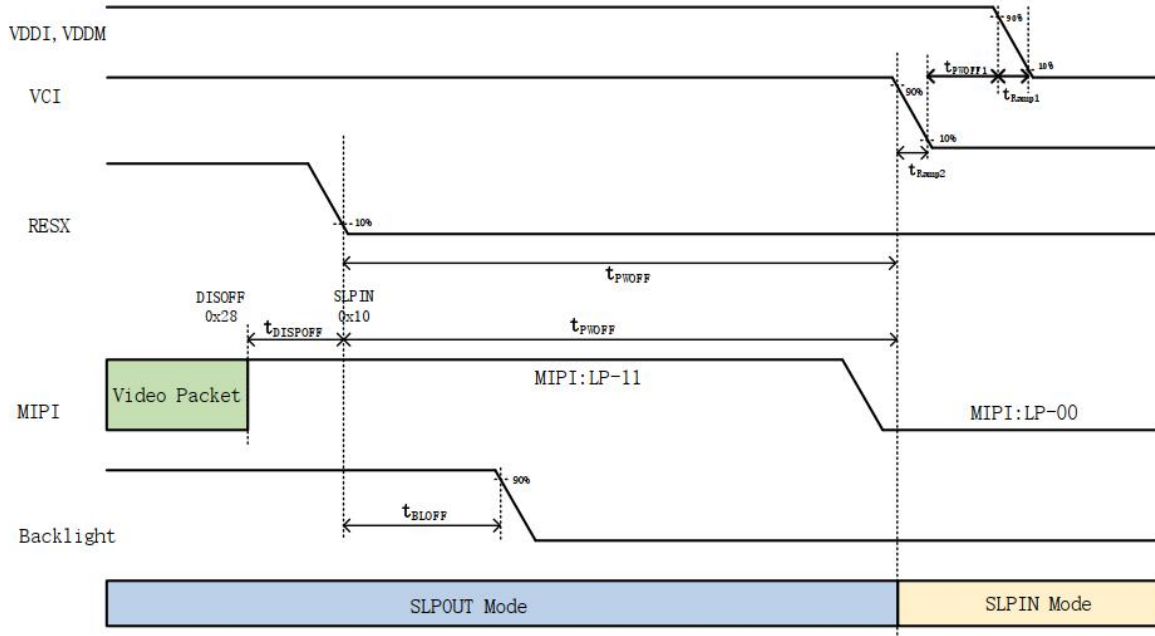 VDDI, VDDM
90%
10%
tPWOFF1
tRamp1
VCI
90%
10%
tRamp2
RESX
10%
tPWOFF
DISOFF
0x28
SLPIN
0x10
tDISPOFF
tPWOFF
MIPI
Video Packet
MIPI:LP-11
MIPI:LP-00
Backlight
90%
tBLOFF
SLPOUT Mode
SLPIN Mode